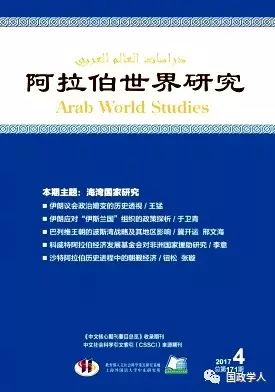 دراسات العالم العربي
阿拉伯世界研究
Arab World Studies
本期主题：海湾国家研究
■ 伊朗议会政治嬗变的历史透视 / 王猛
■ 伊朗应对“伊斯兰国”组织的政策探析 / 于卫青
■ 巴列维王朝的波斯湾战略及其地区影响 / 冀开运 邢文海
■ 科威特阿拉伯经济发展基金会对非洲国家援助研究 / 李意
■ 沙特阿拉伯历史进程中的朝觐经济 / 钮松 张璇
《中文核心期刊要目总览》收录期刊
中文社会科学引文索引（CSSCI）来源期刊
2017 4
总第171期
国政学人